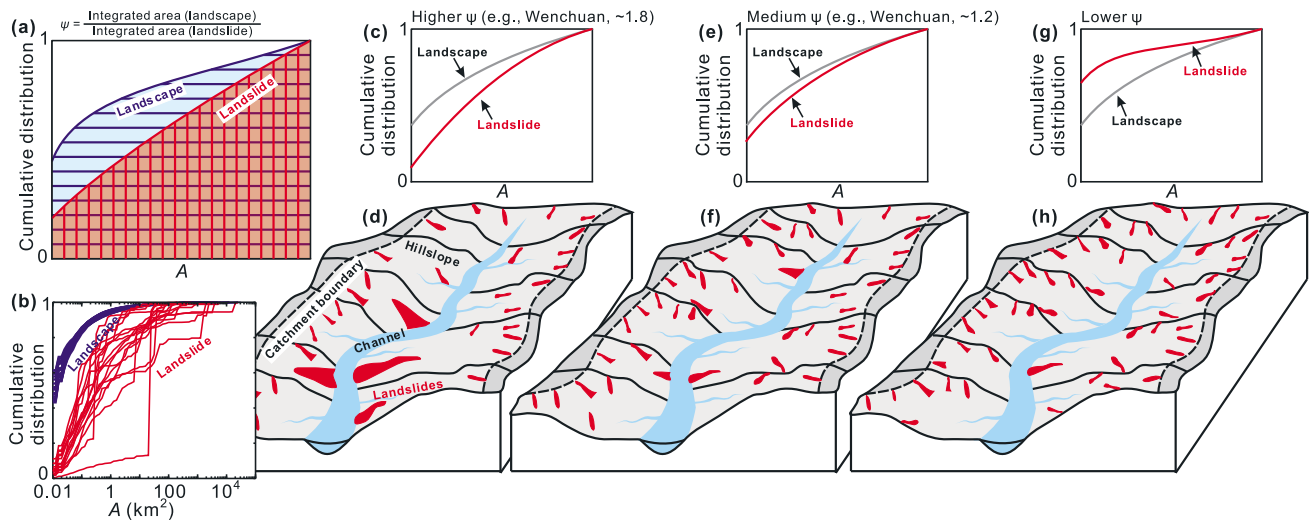 (a)
ψ = Integrated area (landscape)
Integrated area (landslide)
Cumulative distribution
1
0
A
Landscape
Landslide
(b)
Cumulative
distribution
1
0
0.01
1
100
10⁴
A (km²)
Landscape
Landslide
Higher ψ (e.g., Wenchuan, ~1.8)
(c)
Cumulative
distribution
1
0
A
Landscape
Landslide
Medium ψ (e.g., Wenchuan, ~1.2)
(e)
Cumulative
distribution
1
0
A
Landscape
Landslide
Lower ψ
(g)
Cumulative
distribution
1
0
A
Landslide
Landscape
(d)
Hillslope
Catchment boundary
Channel
Landslides
(f)
(h)